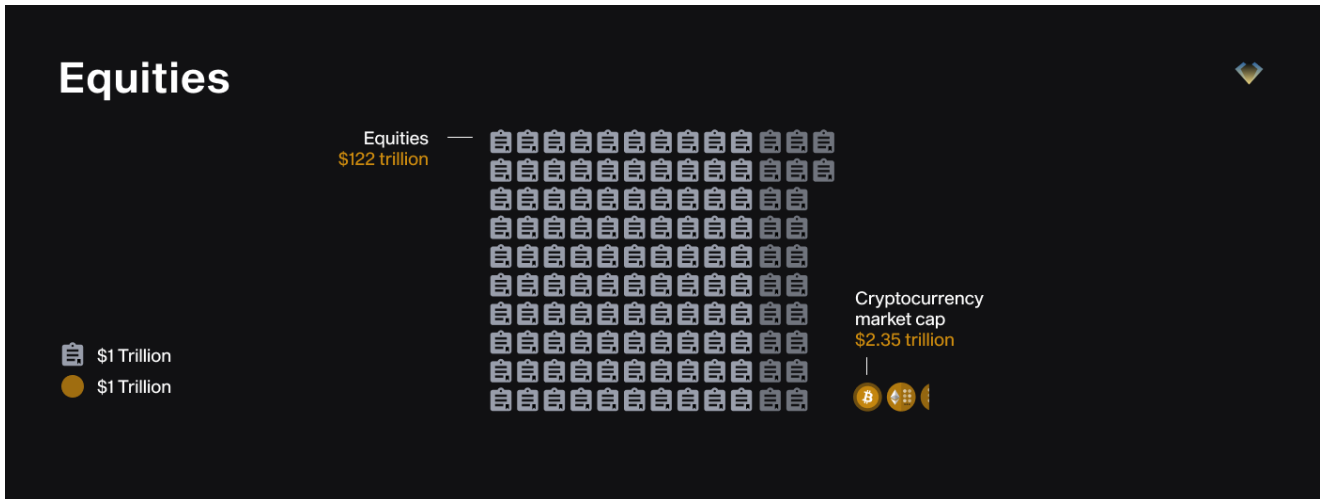 Equities
Equities
$122 trillion
Cryptocurrency
market cap
$2.35 trillion
$1 Trillion
$1 Trillion